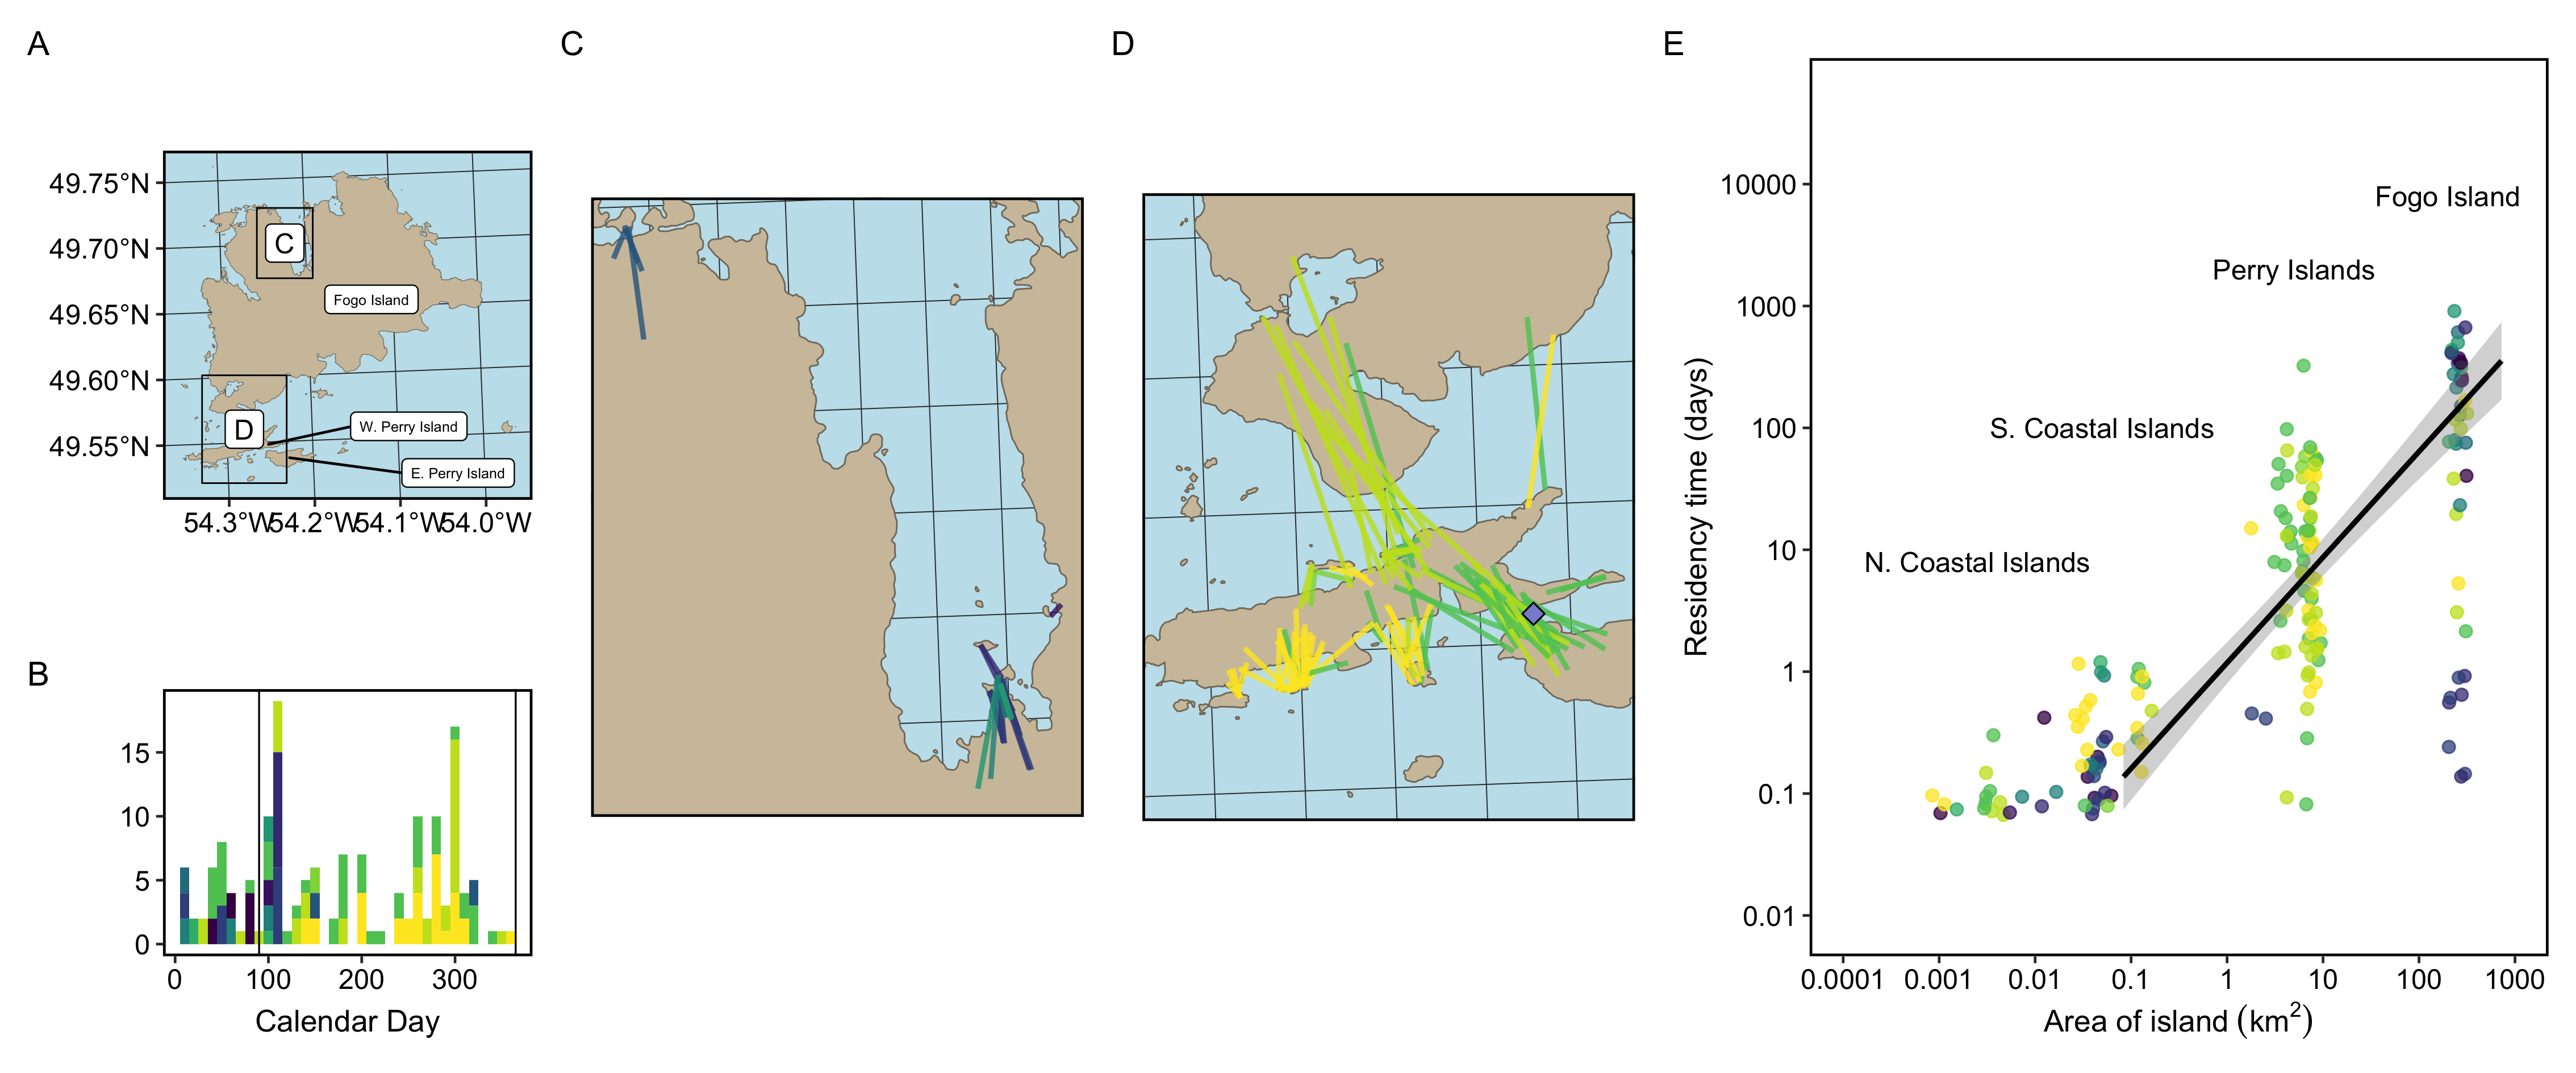 A
49.75°N
49.70°N
49.65°N
49.60°N
49.55°N
C
Fogo Island
D
W. Perry Island
E. Perry Island
54.3°W 54.2°W 54.1°W 54.0°W
B
15
10
5
0
0 100 200 300
Calendar Day
C
D
E
Residency time (days)
10000
1000
100
10
1
0.1
0.01
Fogo Island
Perry Islands
S. Coastal Islands
N. Coastal Islands
0.0001 0.001 0.01 0.1 1 10 100 1000
Area of island (km²)